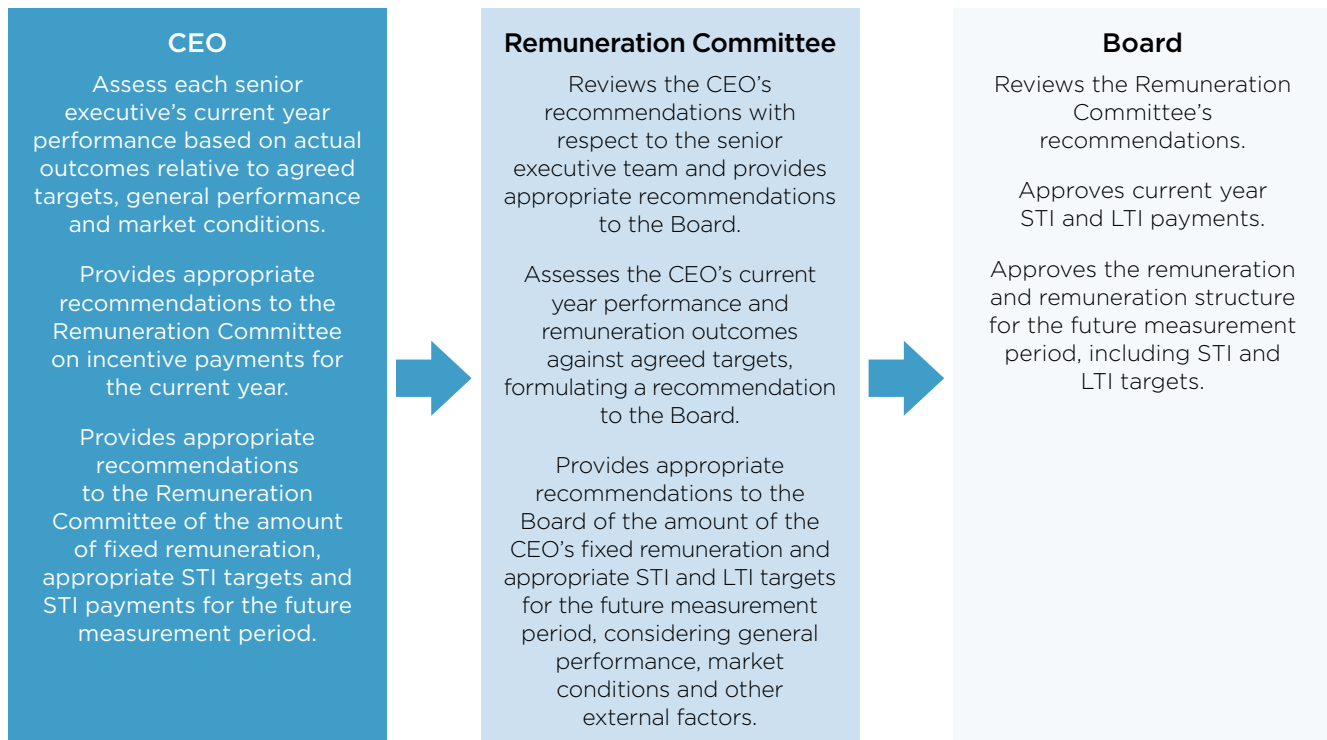 CEO
Assess each senior
executive's current year
performance based on actual
outcomes relative to agreed
targets, general performance
and market conditions.
Provides appropriate
recommendations to the
Remuneration Committee
on incentive payments for
the current year.
Provides appropriate
recommendations
to the Remuneration
Committee of the amount
of fixed remuneration,
appropriate STI targets and
STI payments for the future
measurement period.
Remuneration Committee
Reviews the CEO's
recommendations with
respect to the senior
executive team and provides
appropriate recommendations
to the Board.
Assesses the CEO's current
year performance and
remuneration outcomes
against agreed targets,
formulating a recommendation
to the Board.
Provides appropriate
recommendations to the
Board of the amount of the
CEO's fixed remuneration and
appropriate STI and LTI targets
for the future measurement
period, considering general
performance, market
conditions and other
external factors.
Board
Reviews the Remuneration
Committee's
recommendations.
Approves current year
STI and LTI payments.
Approves the remuneration
and remuneration structure
for the future measurement
period, including STI and
LTI targets.